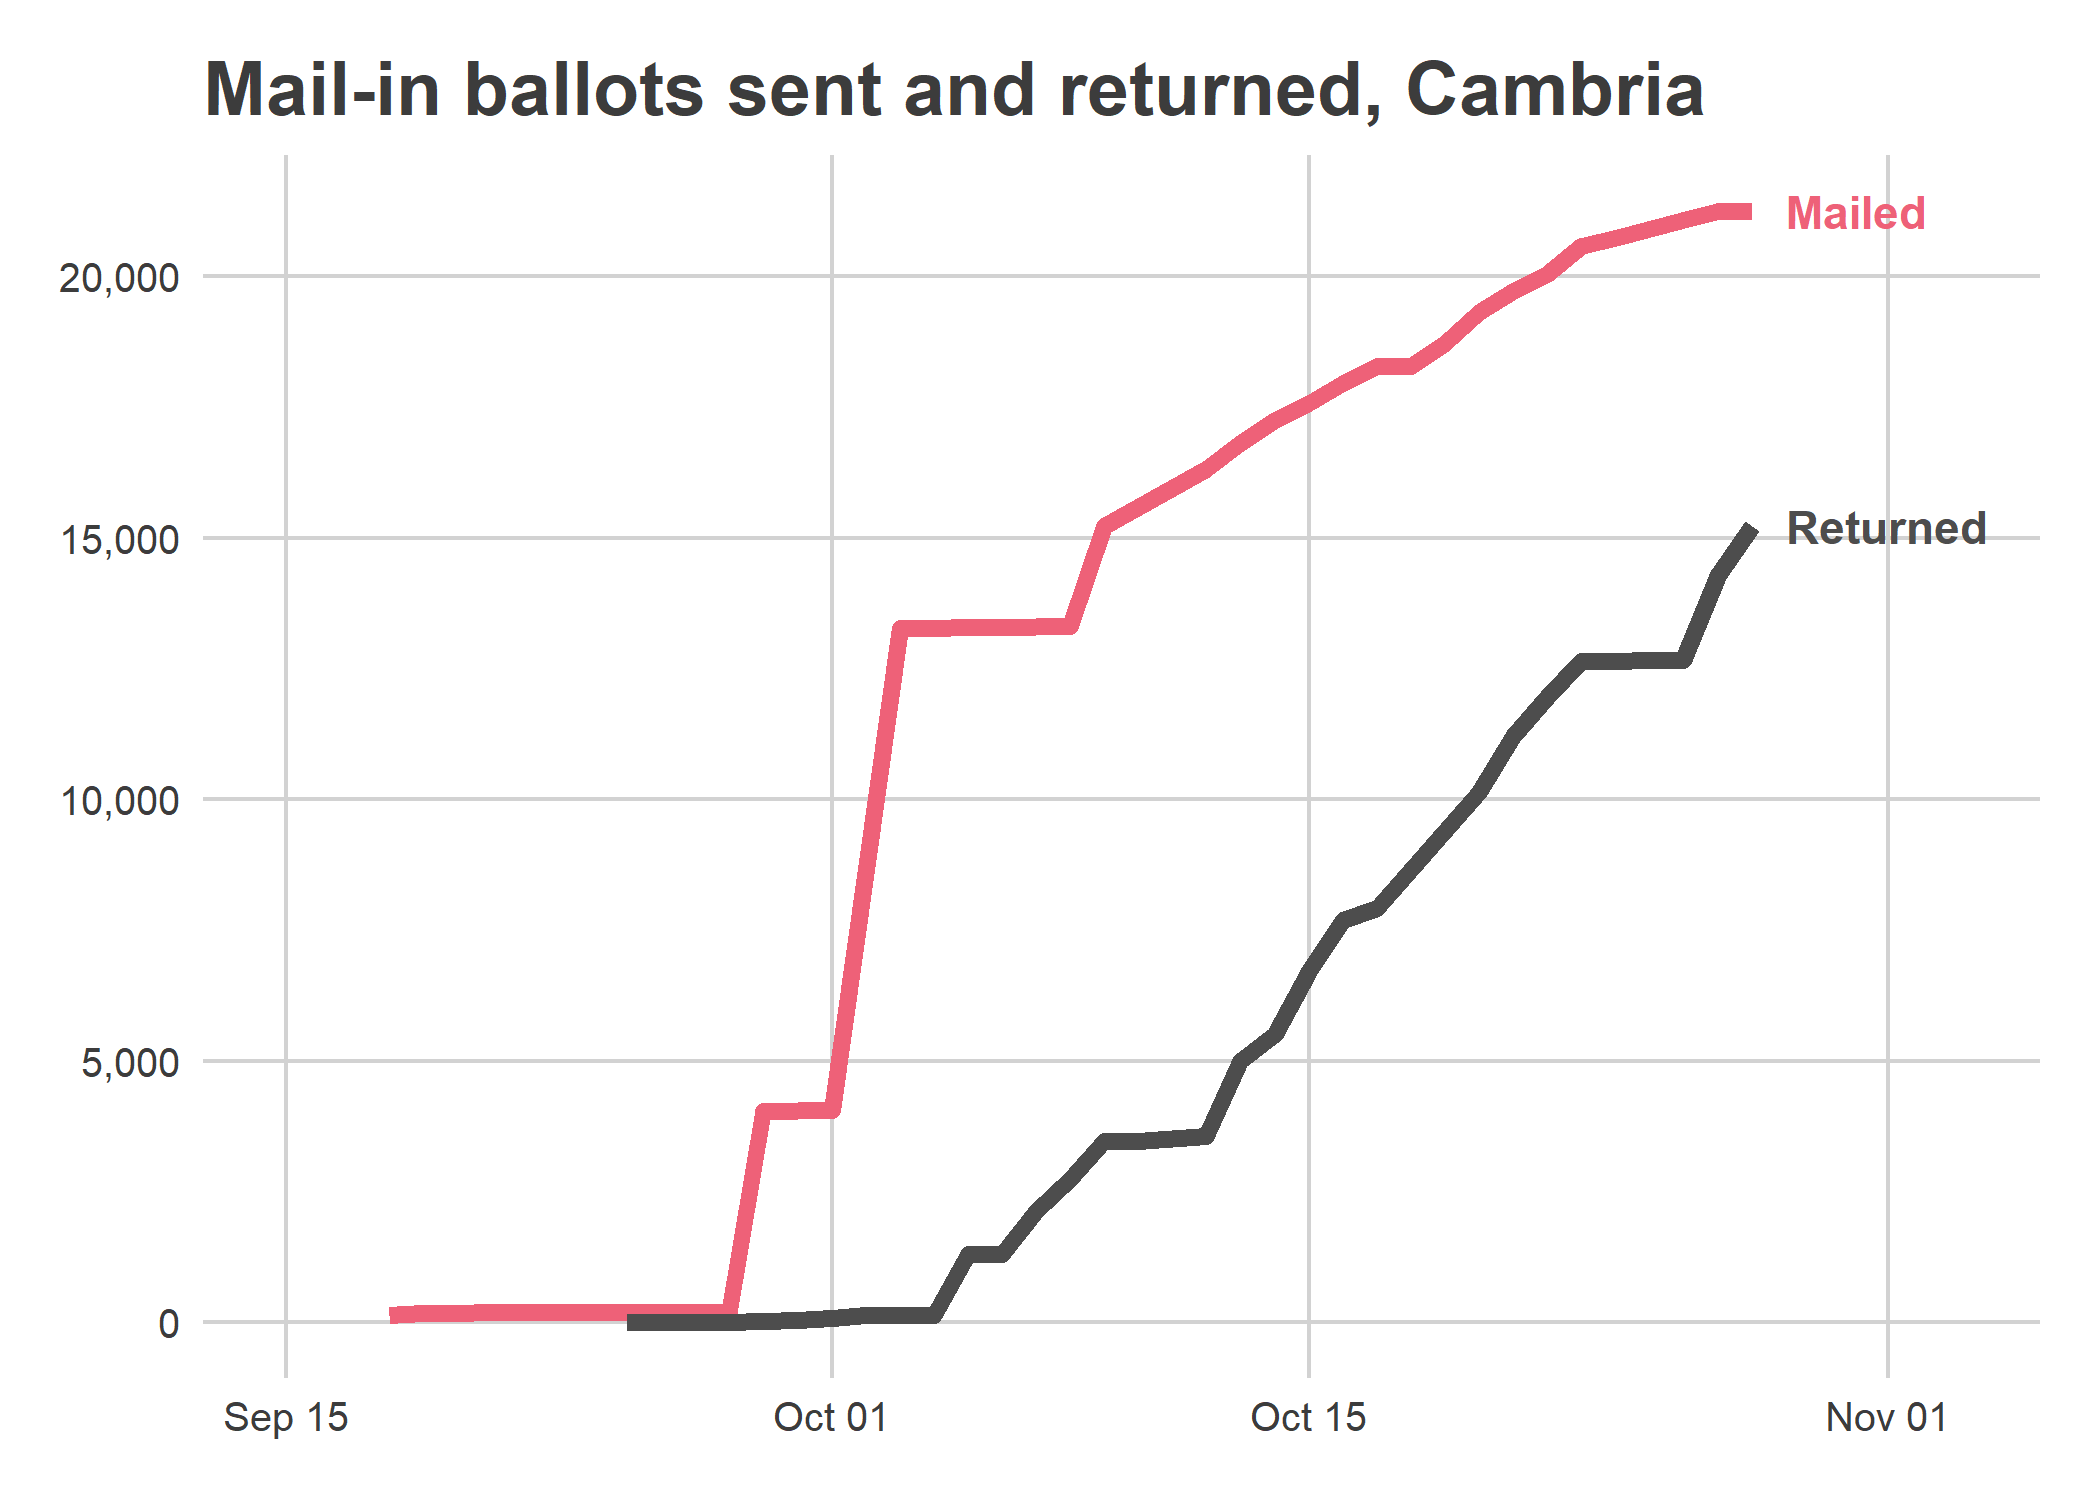 Mail-in ballots sent and returned, Cambria
Mailed
20,000
Returned
15,000
10,000
5,000
0
Sep 15
Oct 01
Oct 15
Nov 01